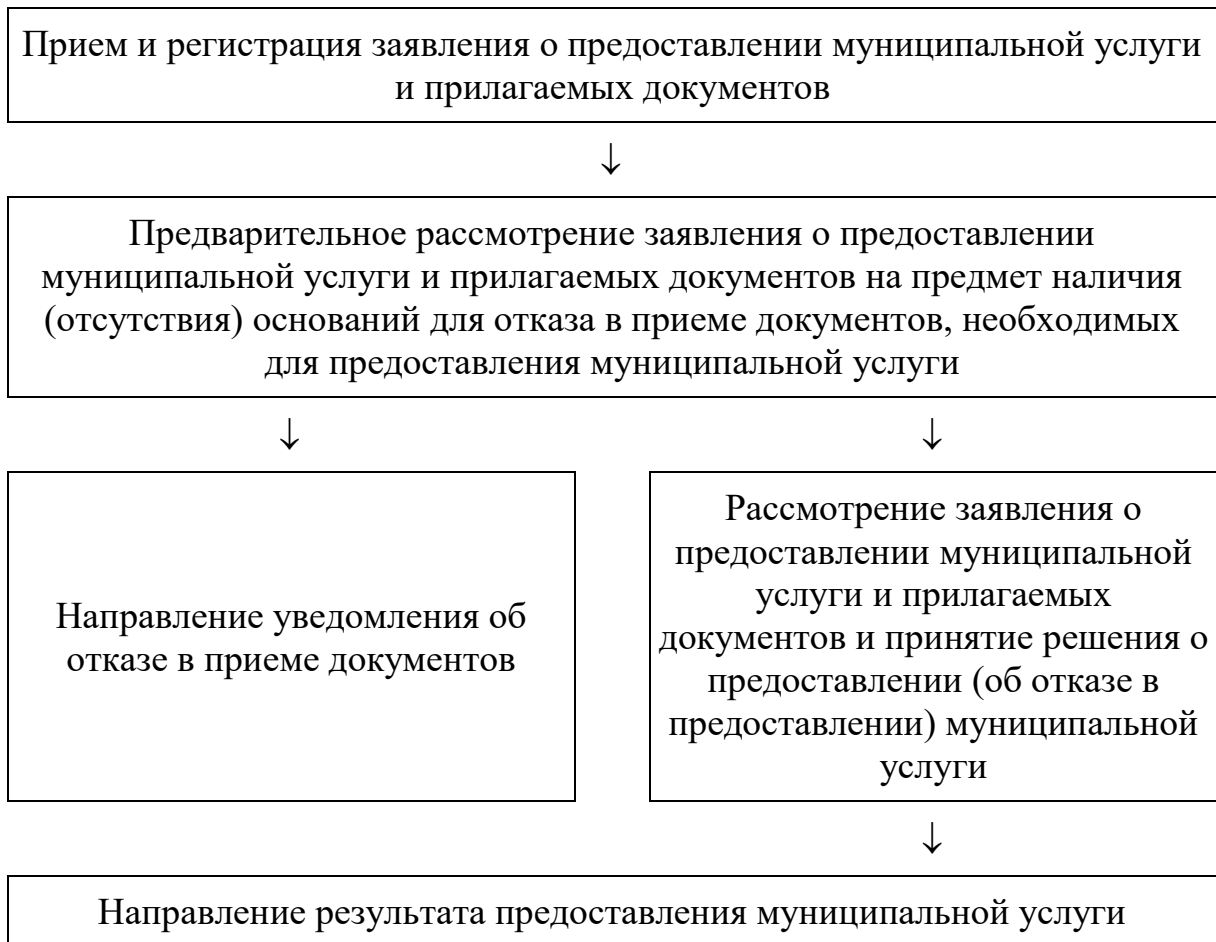 Прием и регистрация заявления о предоставлении муниципальной услуги
и прилагаемых документов
↓
Предварительное рассмотрение заявления о предоставлении
муниципальной услуги и прилагаемых документов на предмет наличия
(отсутствия) оснований для отказа в приеме документов, необходимых
для предоставления муниципальной услуги
↓
↓
Направление уведомления об
отказе в приеме документов
Рассмотрение заявления о
предоставлении муниципальной
услуги и прилагаемых
документов и принятие решения о
предоставлении (об отказе в
предоставлении) муниципальной
услуги
↓
Направление результата предоставления муниципальной услуги